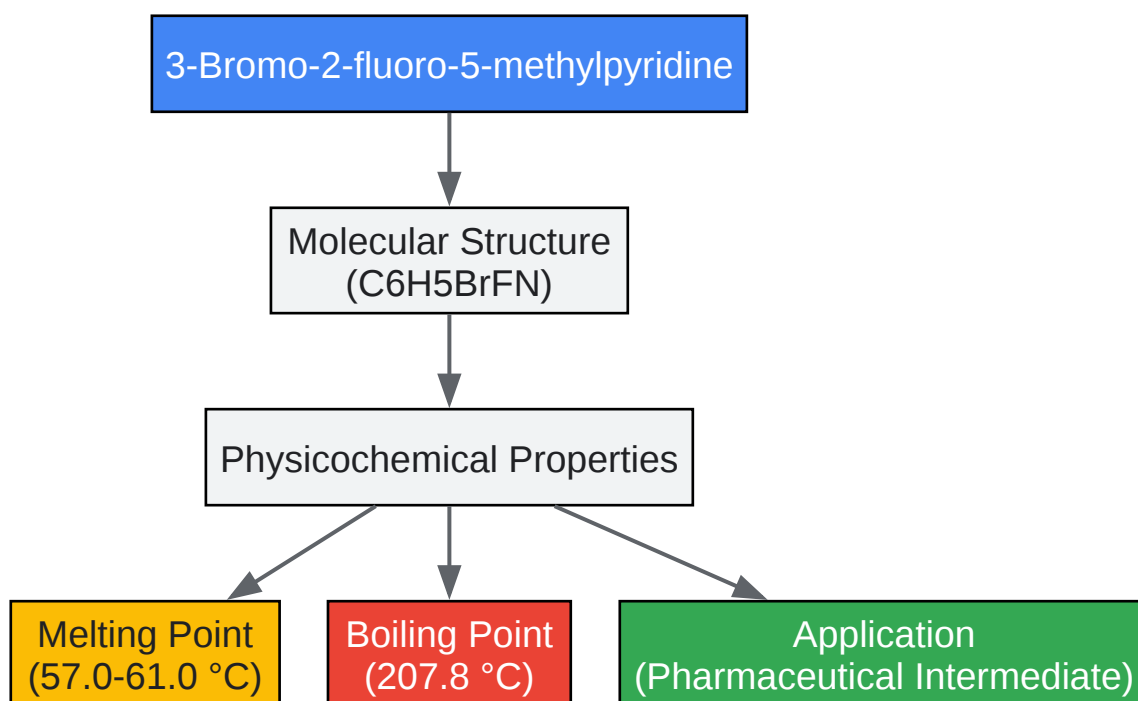 3-Bromo-2-fluoro-5-methylpyridine
Molecular Structure
(C6H5BrFN)
Physicochemical Properties
Melting Point
(57.0-61.0 °C)
Boiling Point
(207.8 °C)
Application
(Pharmaceutical Intermediate)